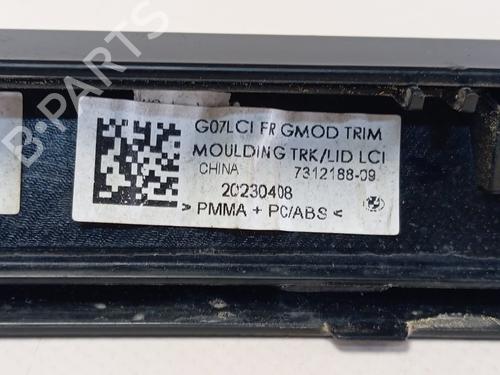 G07LCI FR GMOD TRIM
MOULDING TRK/LID LCI
CHINA 7312188-09
20230408
> PMMA + PC/ABS <
B-PARTS